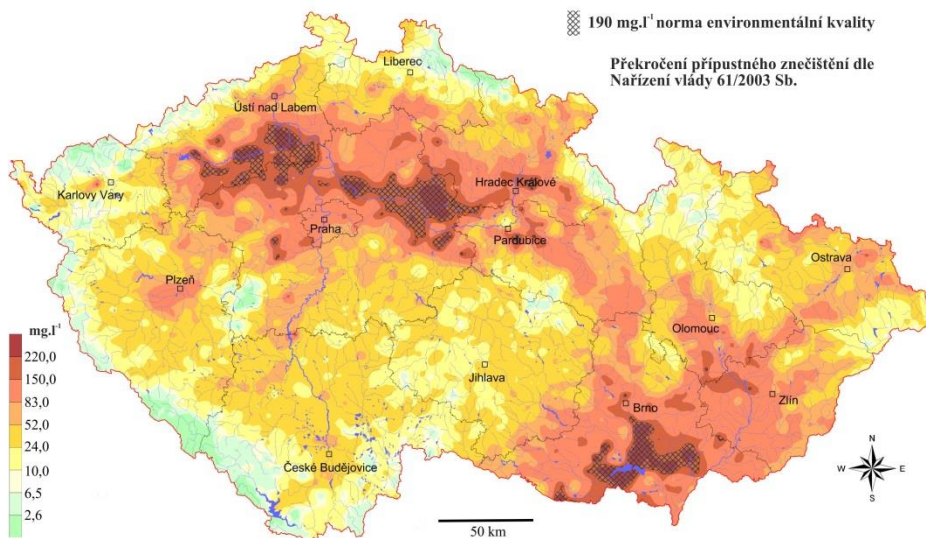 190 mg.l⁻¹ norma environmentální kvality
Překročení přípustného znečištění dle
Nařízení vlády 61/2003 Sb.
Liberec
Ústí nad Labem
Karlovy Vary
Hradec Králové
Praha
Pardubice
Plzeň
Ostrava
Olomouc
Jihlava
Zlín
Brno
České Budějovice
mg.l⁻¹
220,0
150,0
83,0
52,0
24,0
10,0
6,5
2,6
N
W E
S
50 km